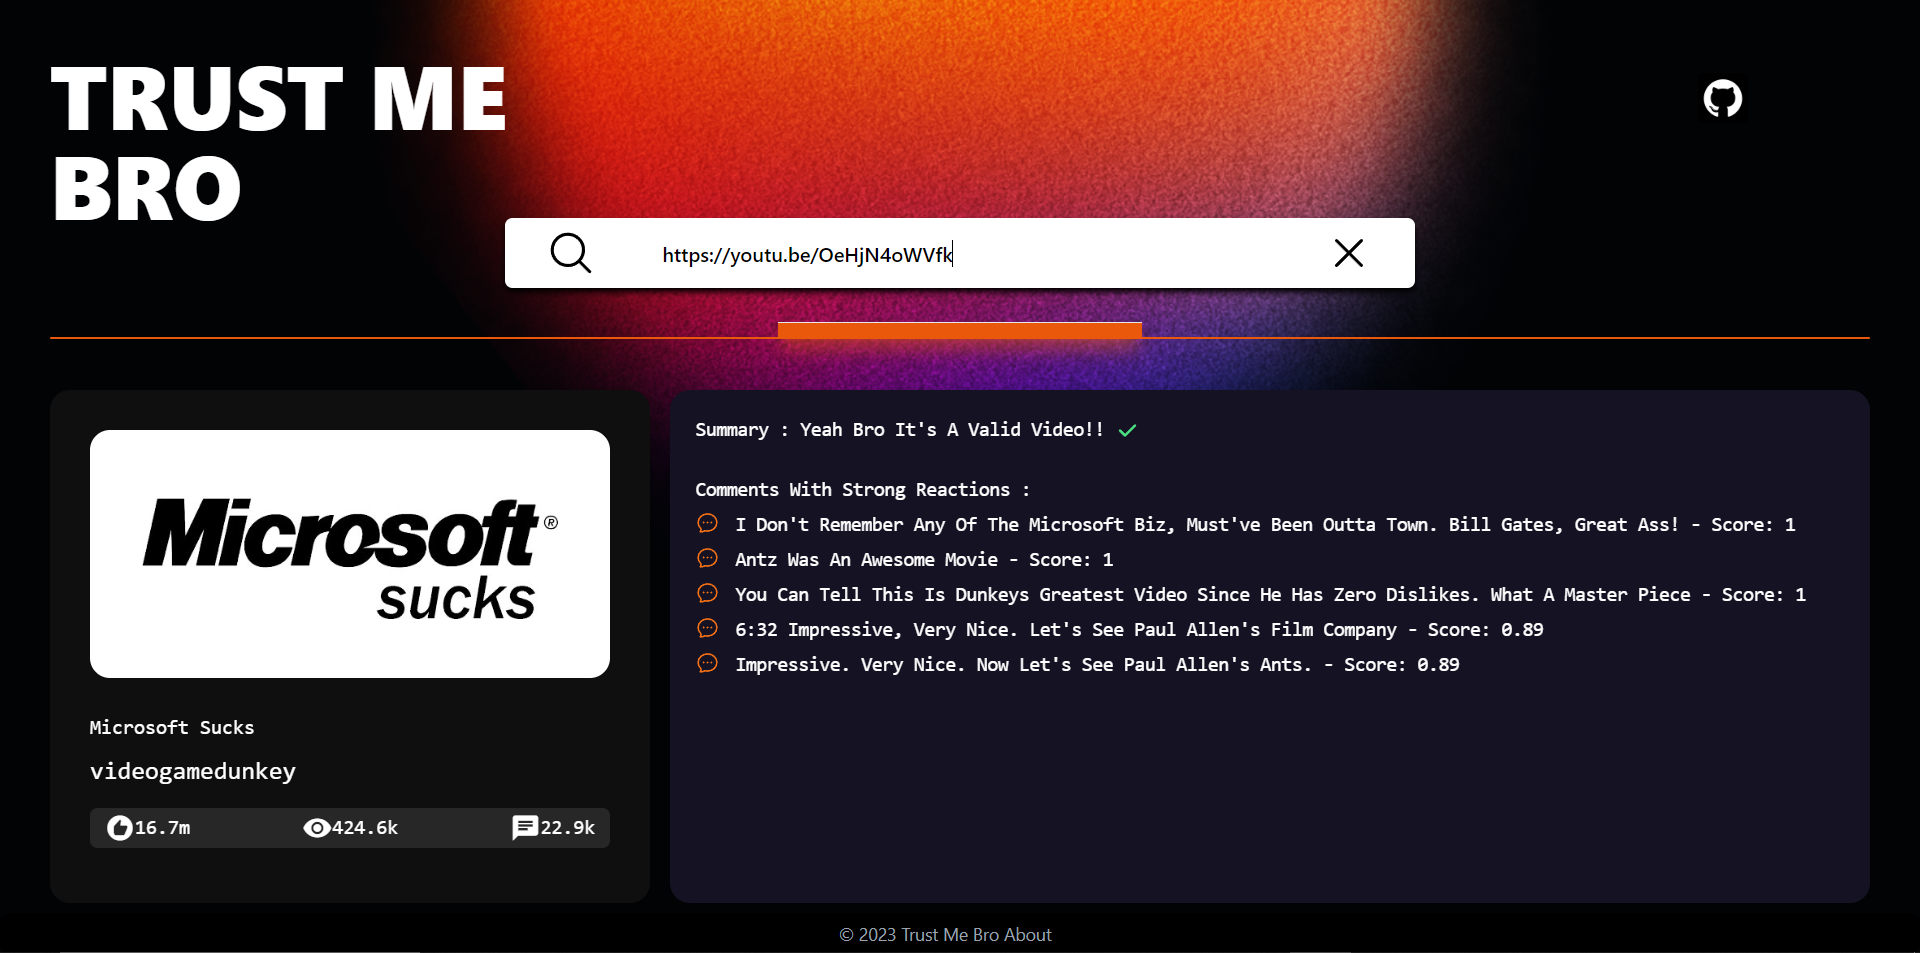 TRUST ME
BRO
https://youtu.be/OeHjN4oWVfk
Microsoft®
sucks
Microsoft Sucks
videogamedunkey
16.7m 424.6k 22.9k
Summary : Yeah Bro It's A Valid Video!!
Comments With Strong Reactions :
I Don't Remember Any Of The Microsoft Biz, Must've Been Outta Town. Bill Gates, Great Ass! - Score: 1
Antz Was An Awesome Movie - Score: 1
You Can Tell This Is Dunkeys Greatest Video Since He Has Zero Dislikes. What A Master Piece - Score: 1
6:32 Impressive, Very Nice. Let's See Paul Allen's Film Company - Score: 0.89
Impressive. Very Nice. Now Let's See Paul Allen's Ants. - Score: 0.89
© 2023 Trust Me Bro About